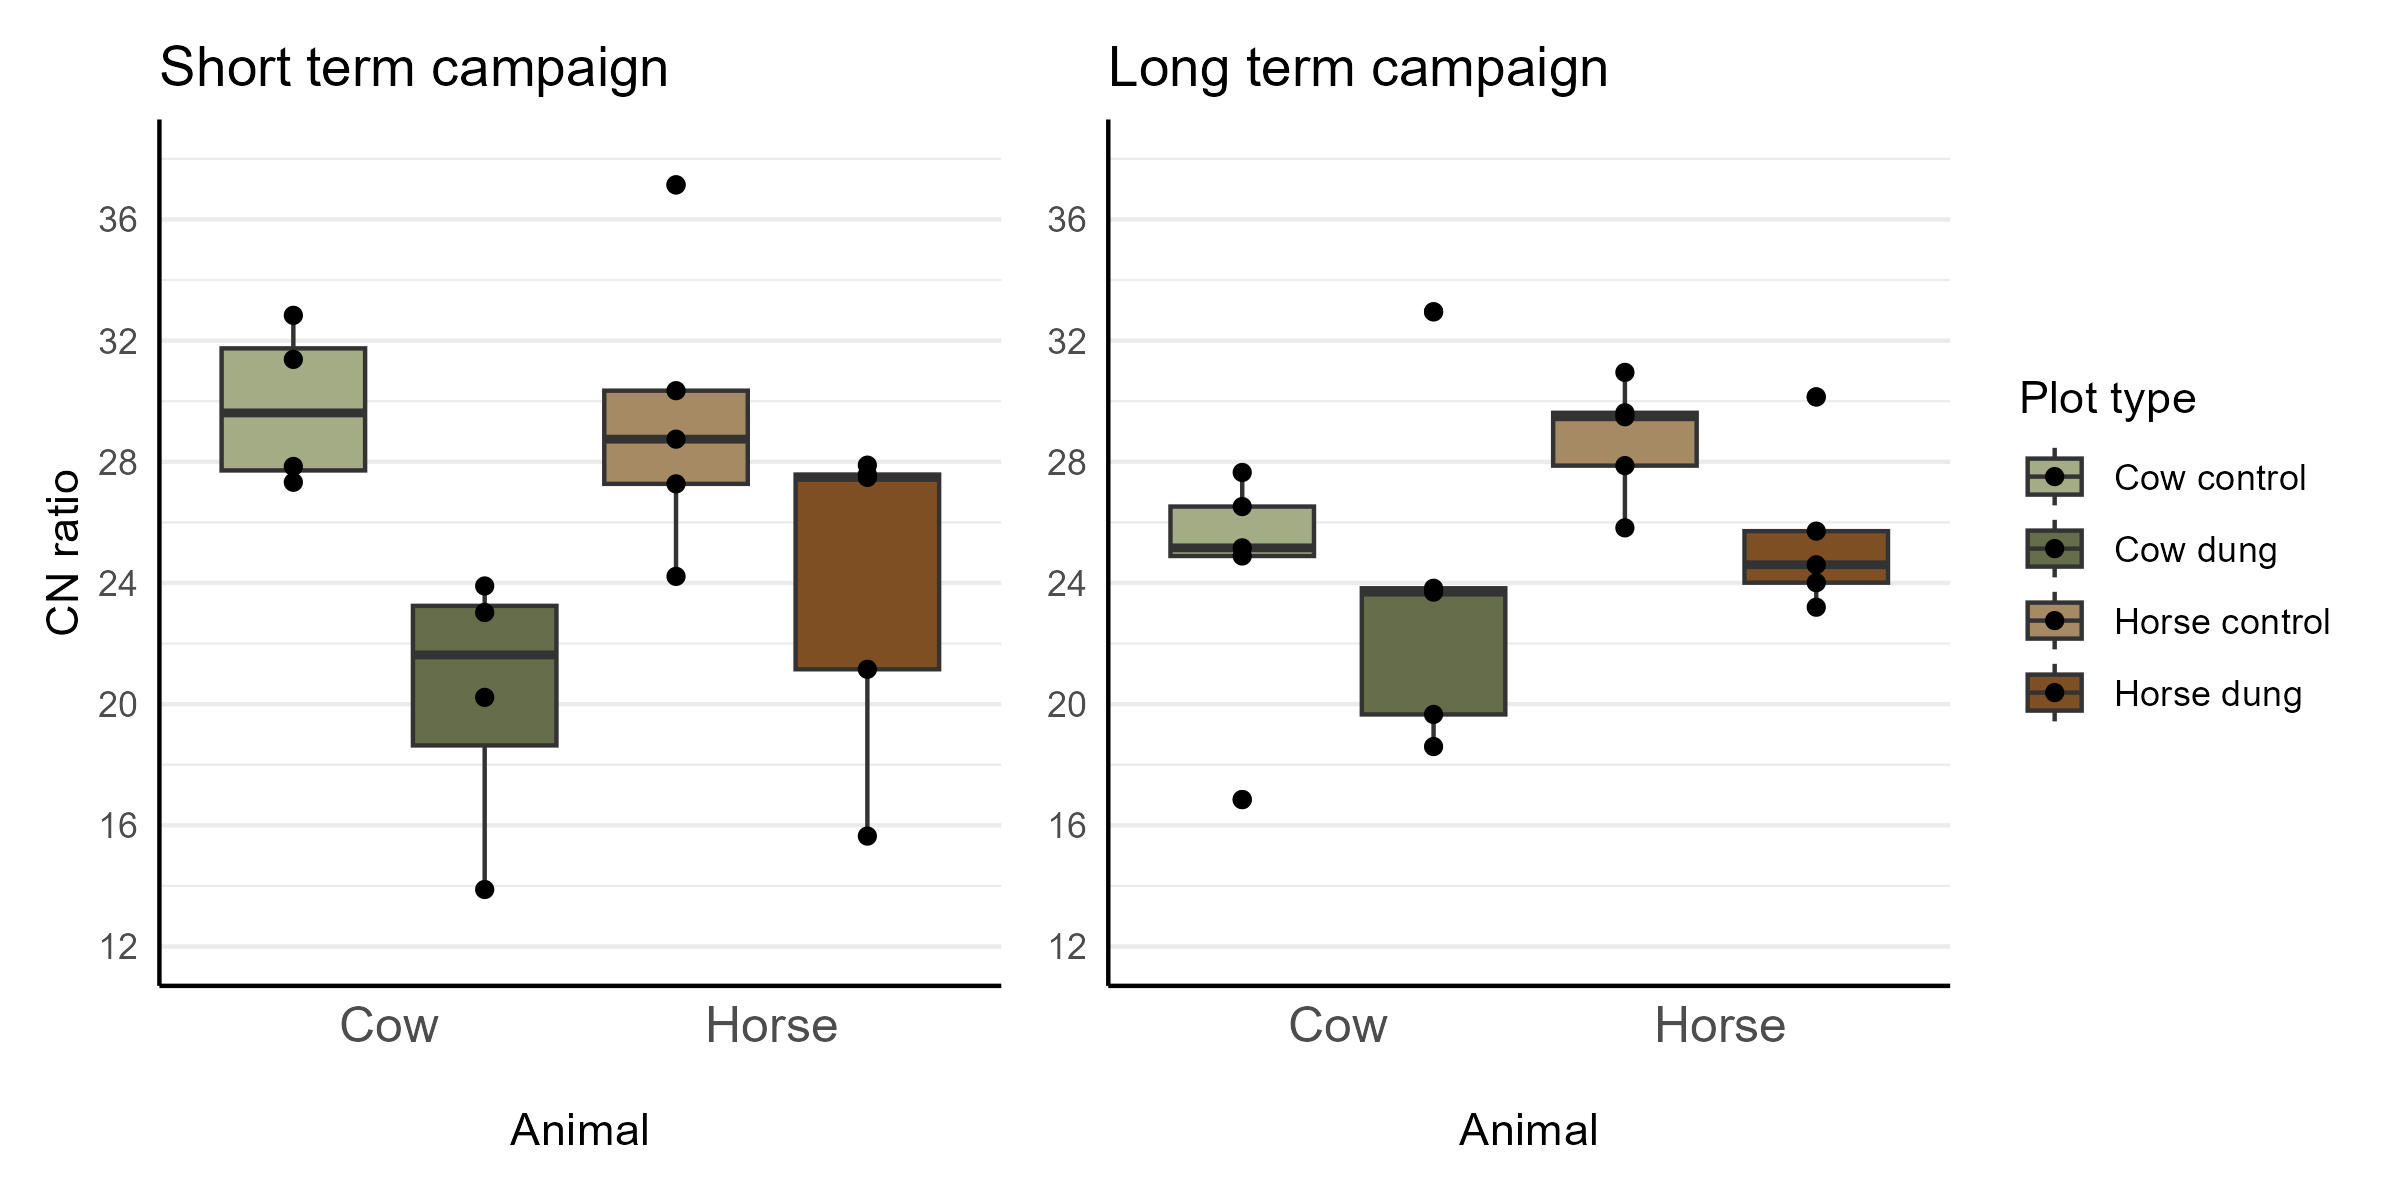 Short term campaign
CN ratio
36
32
28
24
20
16
12
Cow Horse
Animal
Long term campaign
36
32
28
24
20
16
12
Cow Horse
Animal
Plot type
Cow control
Cow dung
Horse control
Horse dung